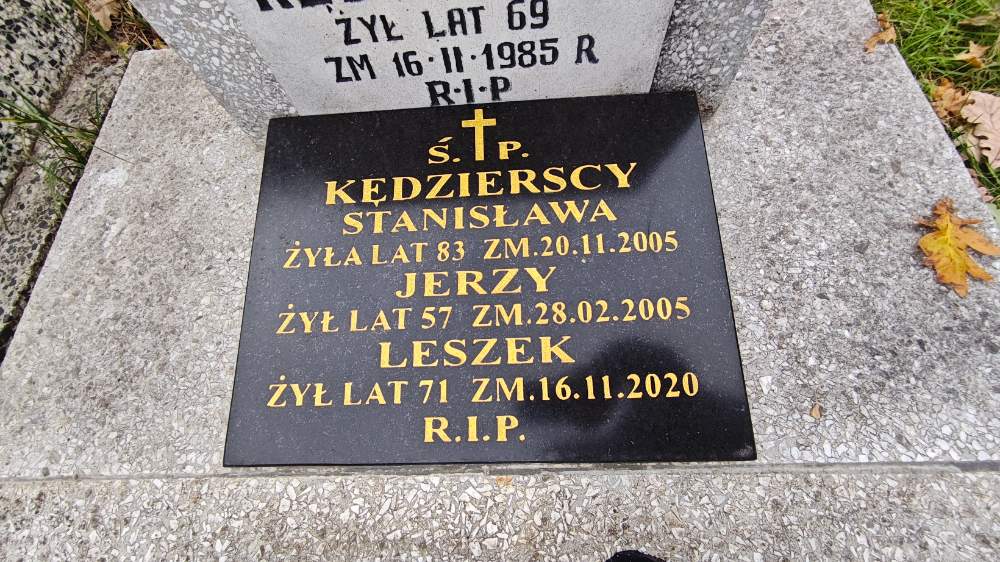 ŻYŁ LAT 69
ZM 16·II·1985 R
R·I·P
Ś. P.
KĘDZIERSCY
STANISŁAWA
ŻYŁA LAT 83 ZM.20.11.2005
JERZY
ŻYŁ LAT 57 ZM.28.02.2005
LESZEK
ŻYŁ LAT 71 ZM.16.11.2020
R.I.P.